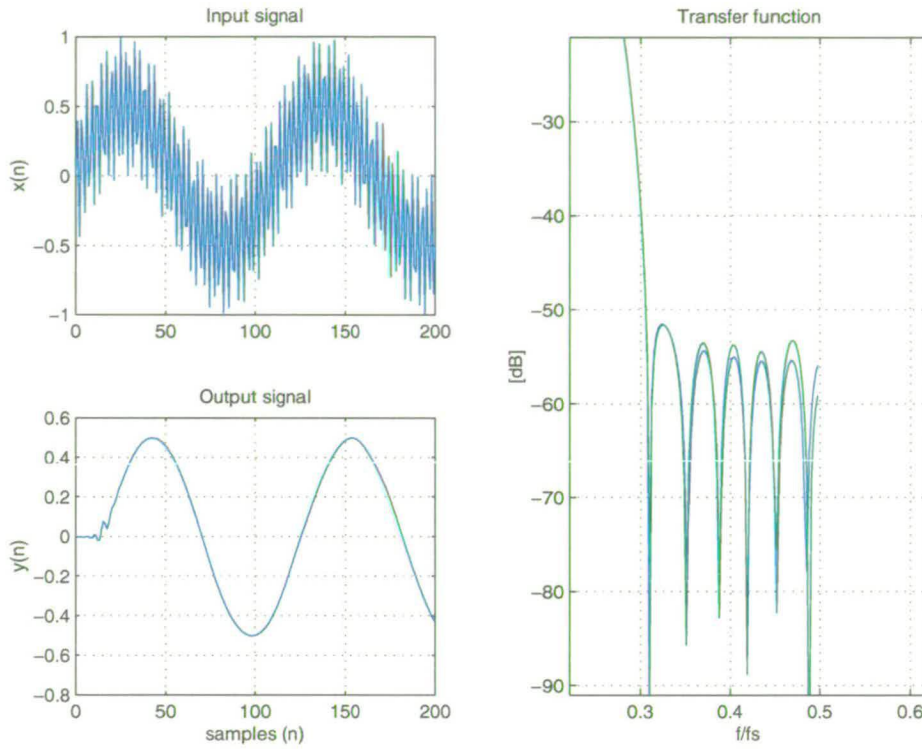 Input signal
1
0.5
0
−0.5
−1
x(n)
0 50 100 150 200
Output signal
0.6
0.4
0.2
0
−0.2
−0.4
−0.6
−0.8
y(n)
0 50 100 150 200
samples (n)
Transfer function
−30
−40
−50
−60
−70
−80
−90
[dB]
0.3 0.4 0.5 0.6
f/fs